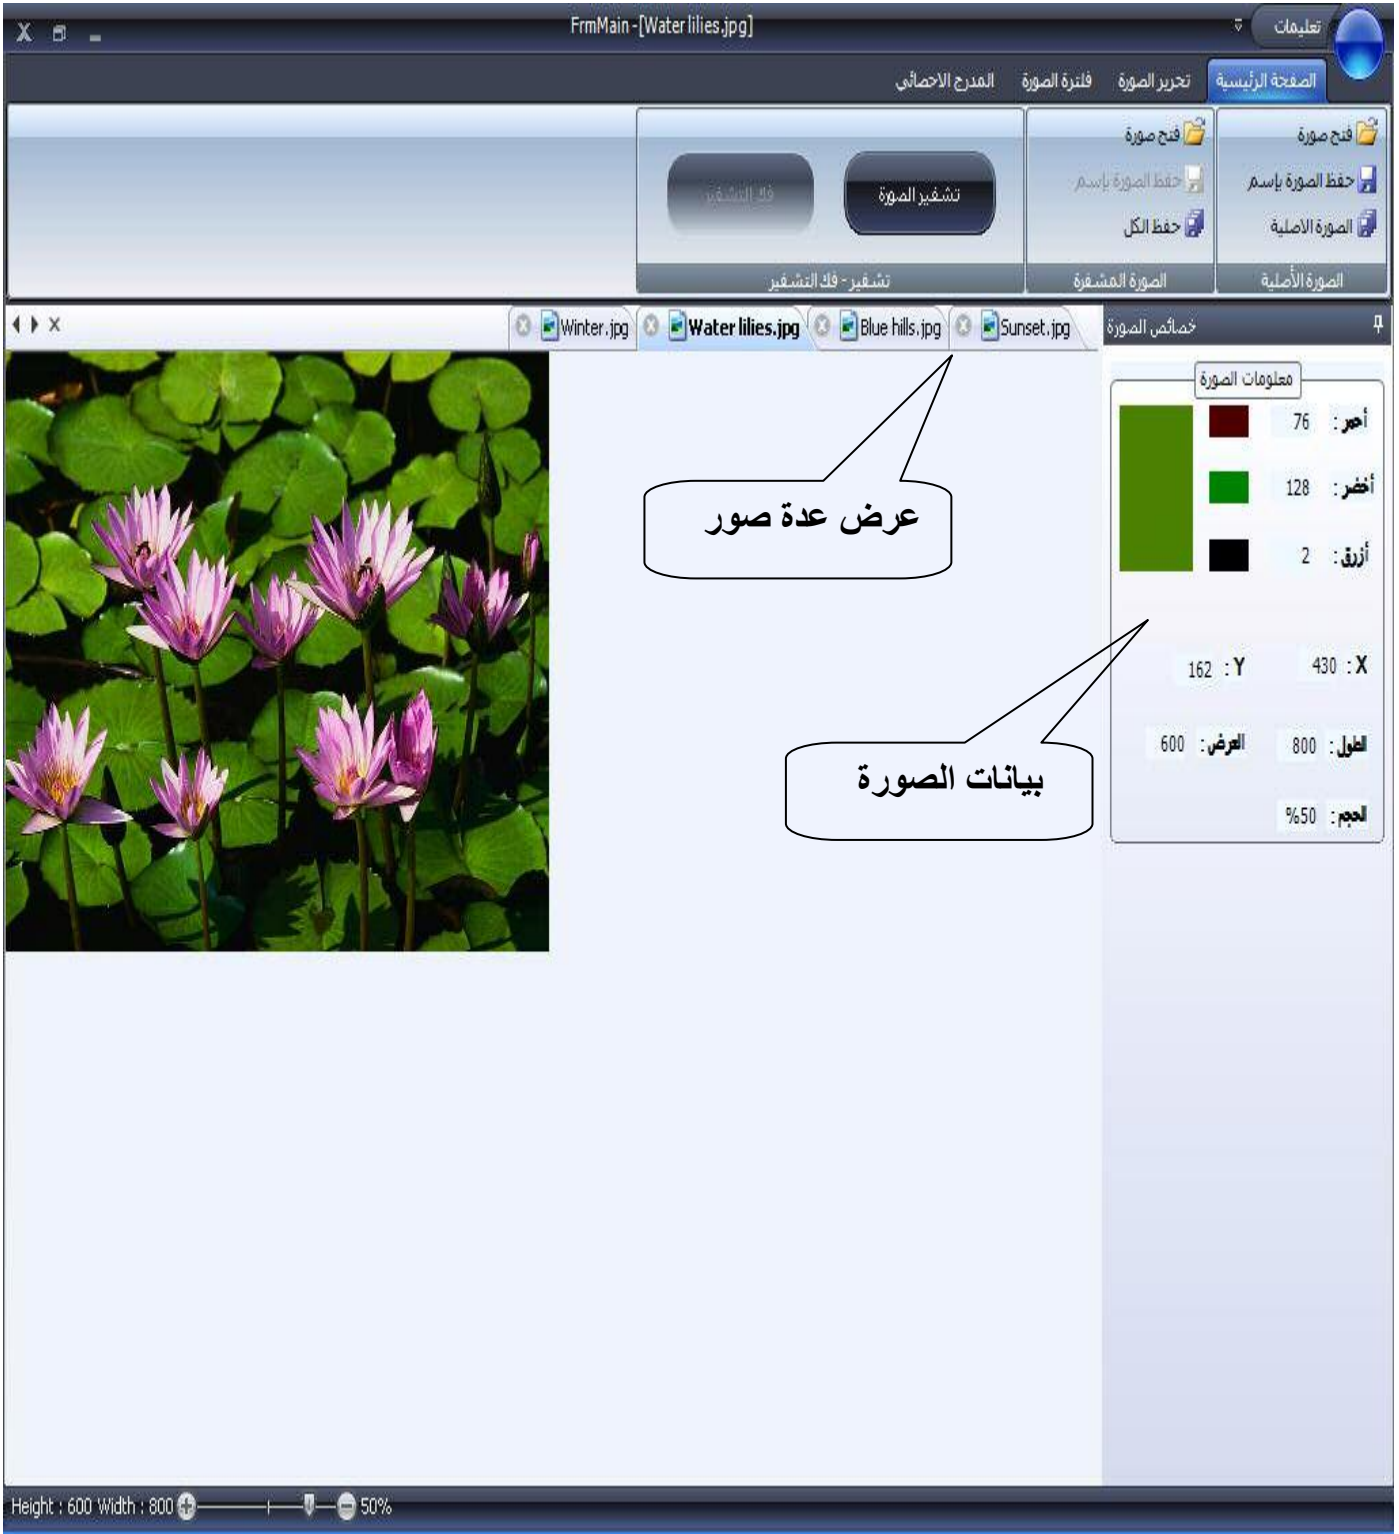 FrmMain -[Water lilies.jpg]
تعليمات
الصفحة الرئيسية
تحرير الصورة
فلترة الصورة
المدرج الاحصائي
فتح صورة
حفظ الصورة بإسم
الصورة الاصلية
الصورة الأصلية
فتح صورة
حفظ الصورة بإسم
حفظ الكل
الصورة المشفرة
تشفير الصورة
فك التشفير
تشفير - فك التشفير
Winter.jpg
Water lilies.jpg
Blue hills.jpg
Sunset.jpg
خصائص الصورة
معلومات الصورة
أحمر : 76
أخضر : 128
أزرق : 2
X : 430 Y : 162
الطول : 800 العرض : 600
الحجم : 50%
عرض عدة صور
بيانات الصورة
Height : 600 Width : 800
50%